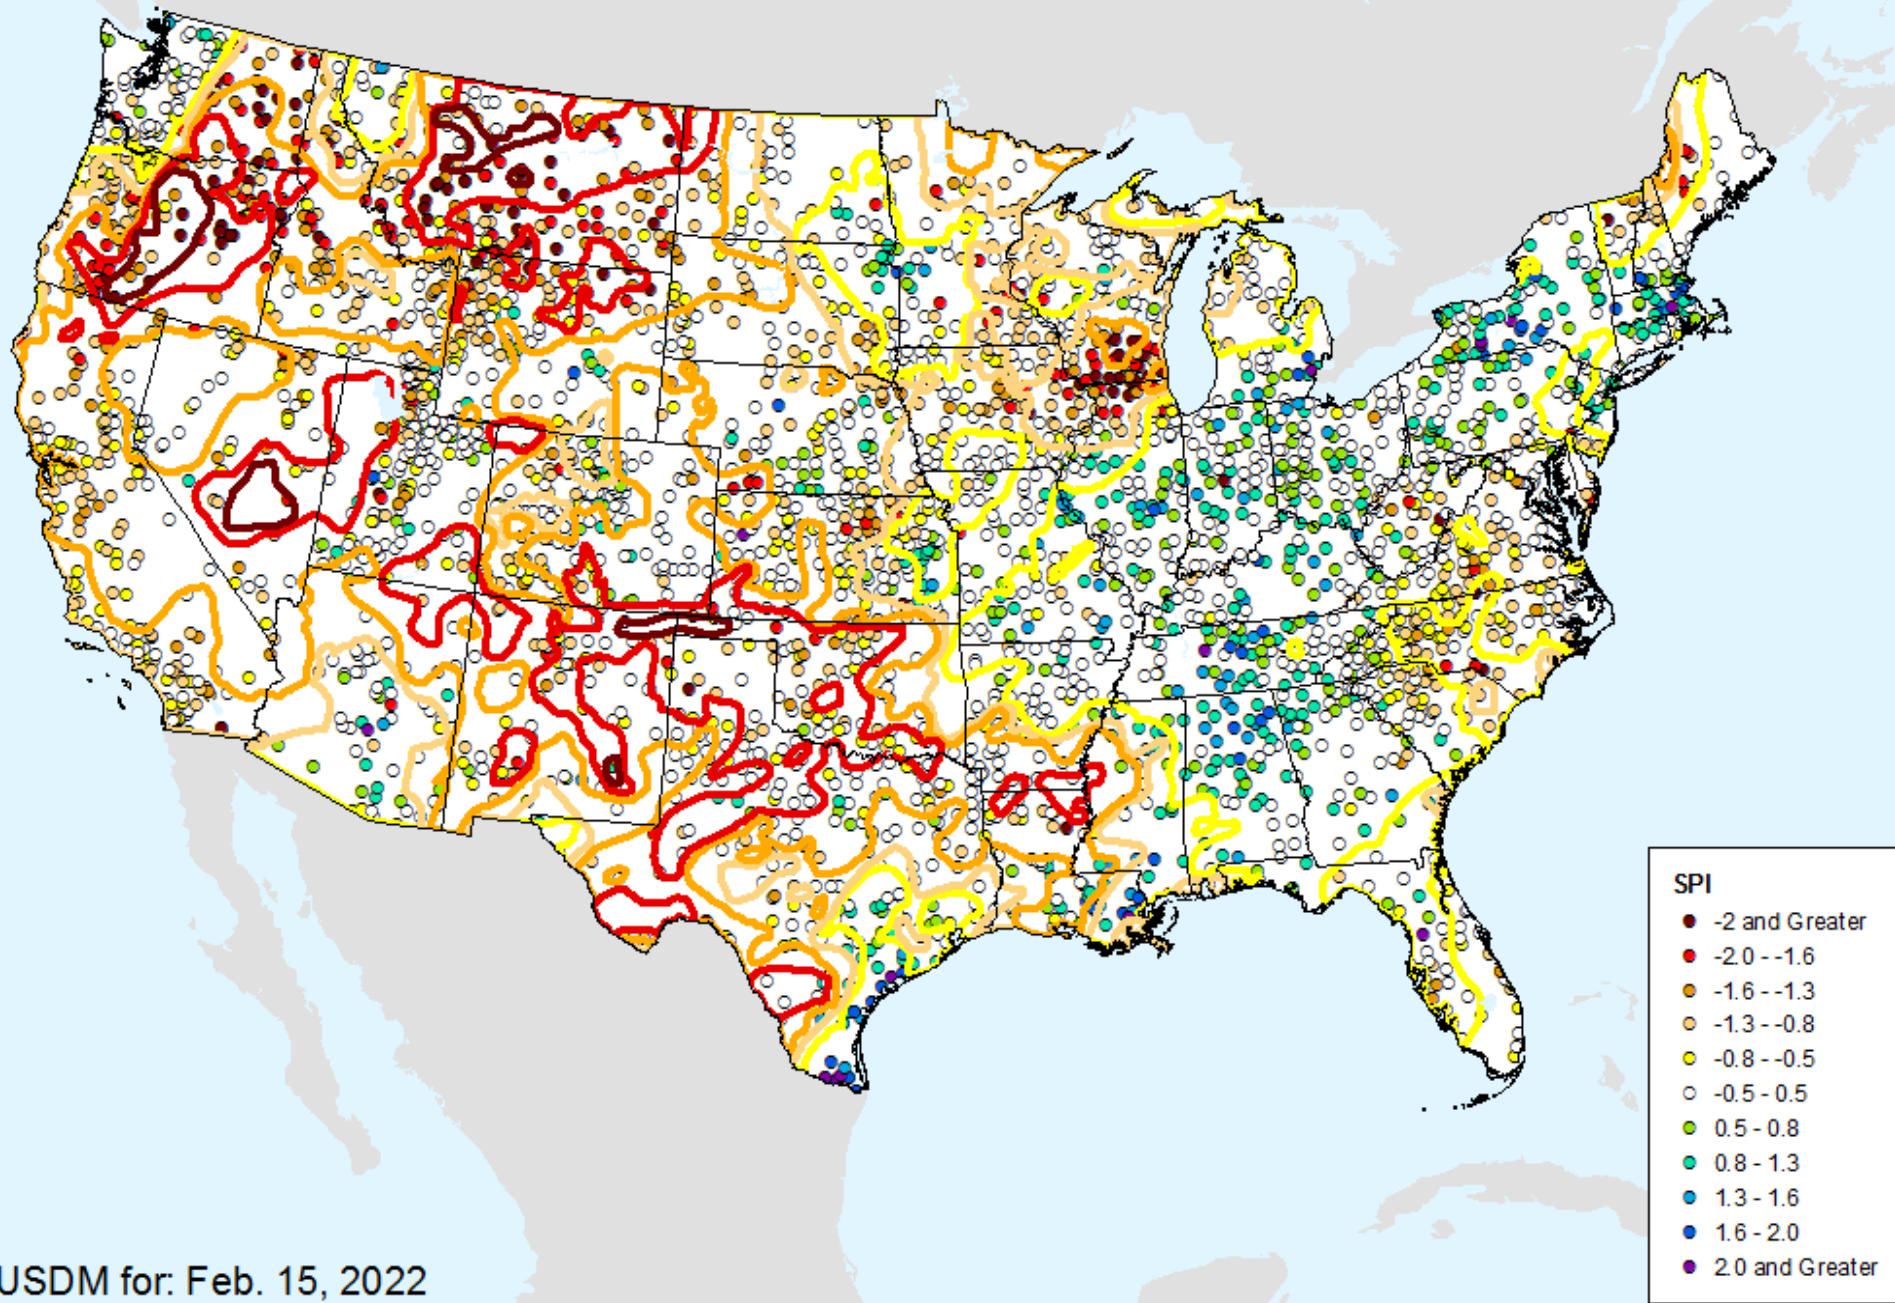 SPI
-2 and Greater
-2.0 - -1.6
-1.6 - -1.3
-1.3 - -0.8
-0.8 - -0.5
-0.5 - 0.5
0.5 - 0.8
0.8 - 1.3
1.3 - 1.6
1.6 - 2.0
2.0 and Greater
USDM for: Feb. 15, 2022